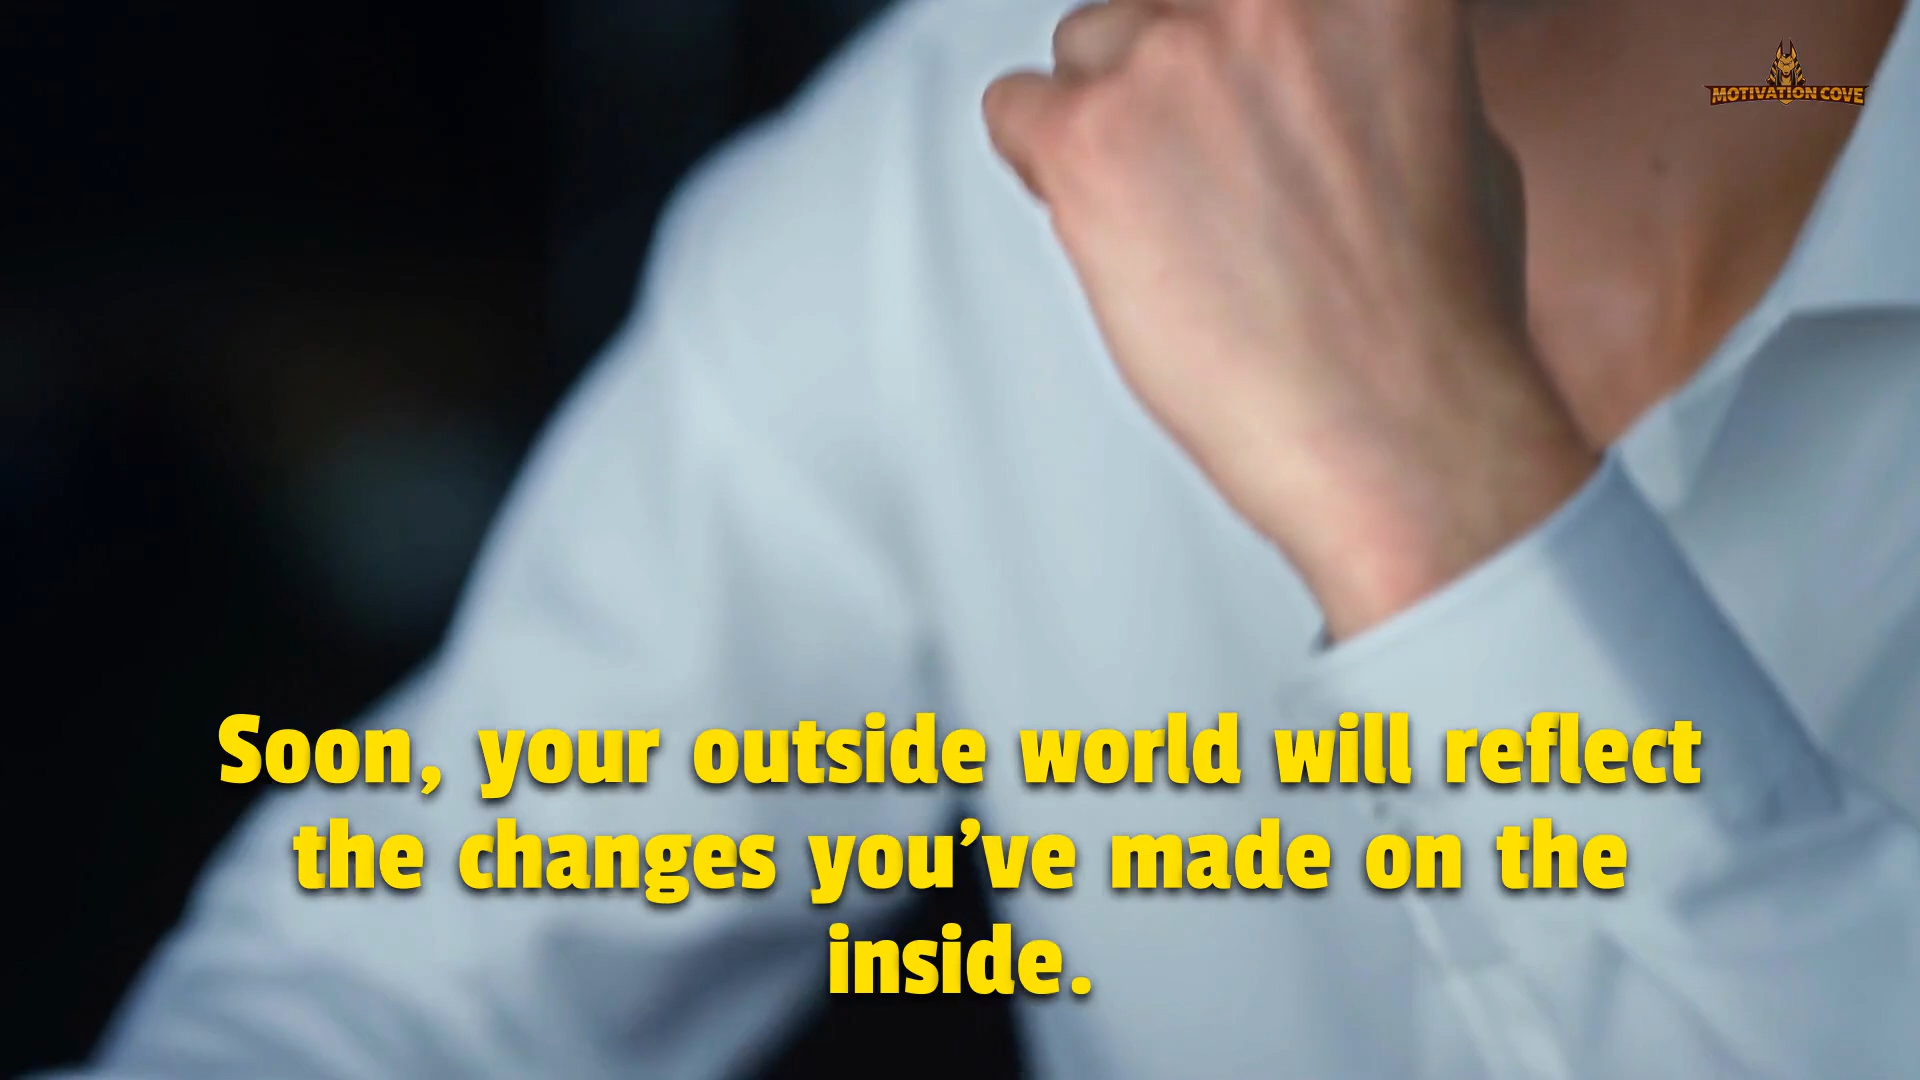 MOTIVATION COVE
Soon, your outside world will reflect
the changes you've made on the
inside.